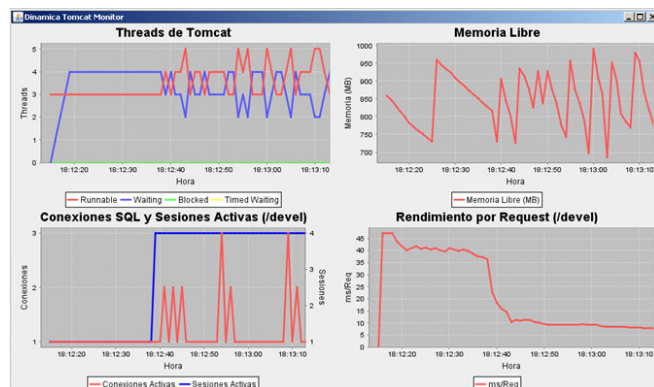 Dinamica Tomcat Monitor
Threads de Tomcat
Threads
5
4
3
2
1
0
18:12:20 18:12:30 18:12:40 18:12:50 18:13:00 18:13:10
Hora
Runnable Waiting Blocked Timed Waiting
Memoria Libre
Memoria (MB)
1000
950
900
850
800
750
700
18:12:20 18:12:30 18:12:40 18:12:50 18:13:00 18:13:10
Hora
Memoria Libre (MB)
Conexiones SQL y Sesiones Activas (/devel)
Conexiones
3
2
1
Sesiones
4
3
2
1
18:12:20 18:12:30 18:12:40 18:12:50 18:13:00 18:13:10
Hora
Conexiones Activas Sesiones Activas
Rendimiento por Request (/devel)
ms/Req
45
40
35
30
25
20
15
10
5
0
18:12:20 18:12:30 18:12:40 18:12:50 18:13:00 18:13:10
Hora
ms/Req